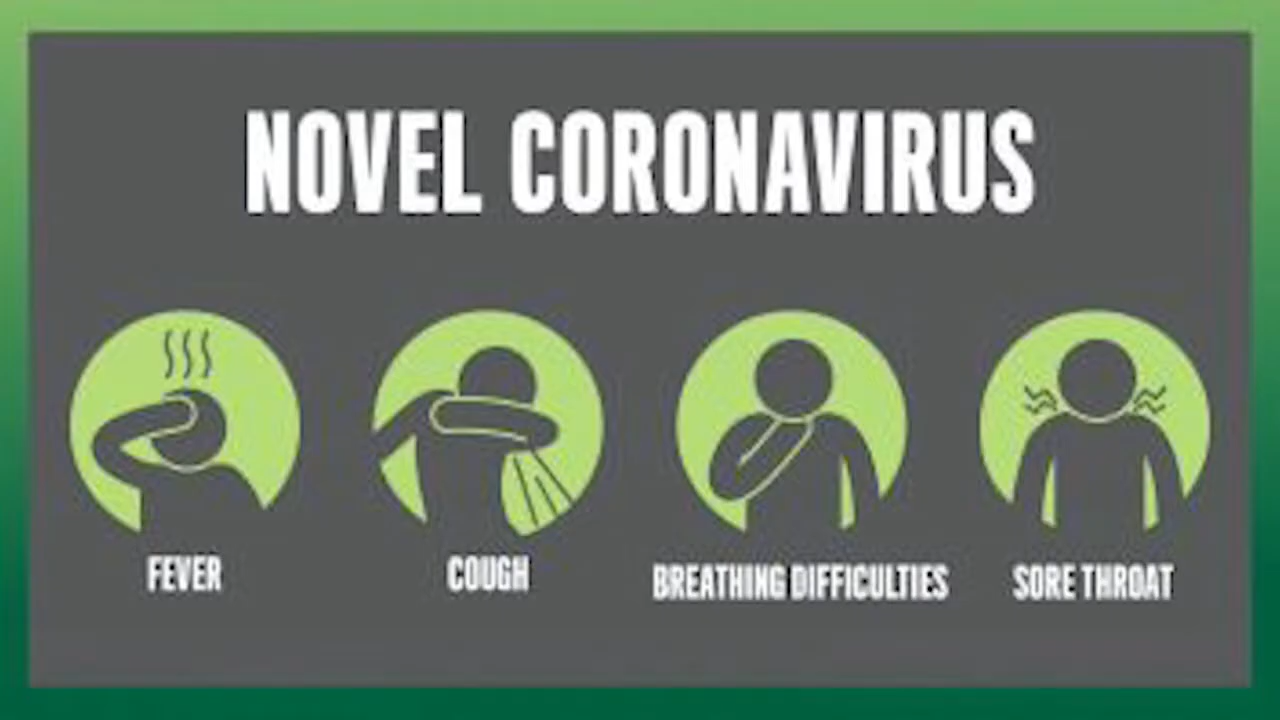 NOVEL CORONAVIRUS
FEVER
COUGH
BREATHING DIFFICULTIES
SORE THROAT